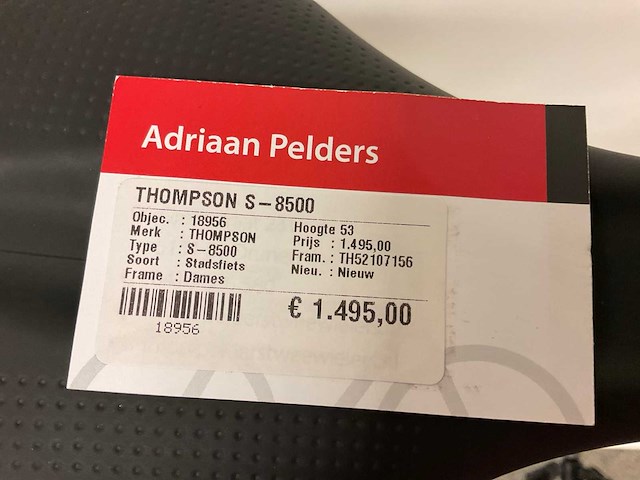 Adriaan Pelders
THOMPSON S-8500
Objec. : 18956
Merk : THOMPSON
Type : S-8500
Soort : Stadsfiets
Frame : Dames
Hoogte 53
Prijs : 1.495,00
Fram. : TH52107156
Nieu. : Nieuw
18956
€ 1.495,00